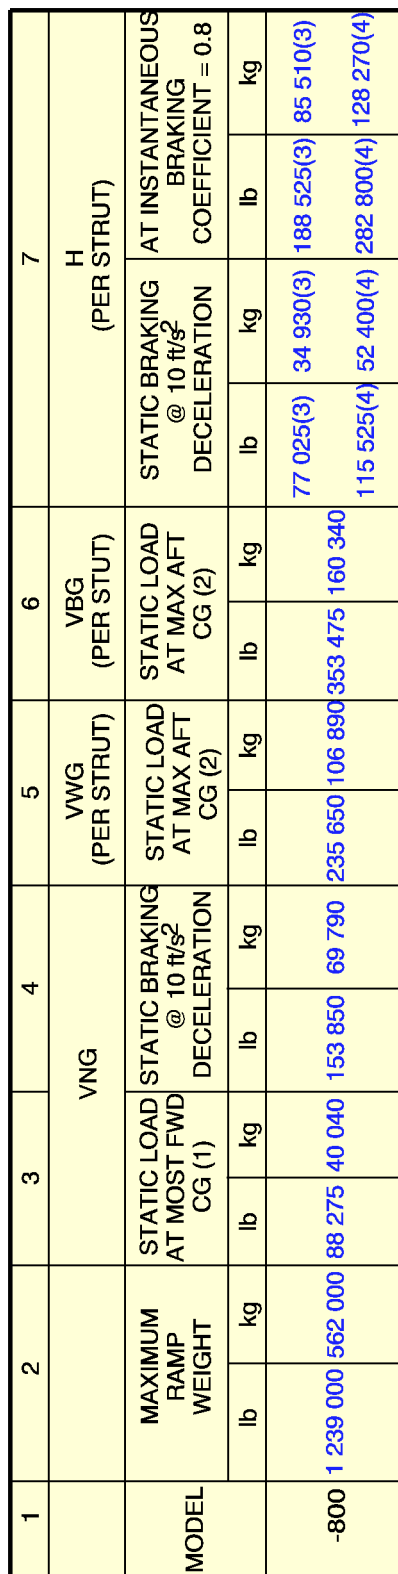 1 2 3 4 5 6 7
VNG VWG (PER STRUT) VBG (PER STUT) H (PER STRUT)
MODEL
MAXIMUM RAMP WEIGHT
STATIC LOAD AT MOST FWD CG (1)
STATIC BRAKING @ 10 ft/s2 DECELERATION
STATIC LOAD AT MAX AFT CG (2)
STATIC LOAD AT MAX AFT CG (2)
STATIC BRAKING @ 10 ft/s2 DECELERATION
AT INSTANTANEOUS BRAKING COEFFICIENT = 0.8
lb kg lb kg lb kg lb kg lb kg lb kg lb kg
77 025(3) 34 930(3) 188 525(3) 85 510(3)
-800 1 239 000 562 000 88 275 40 040 153 850 69 790 235 650 106 890 353 475 160 340
115 525(4) 52 400(4) 282 800(4) 128 270(4)